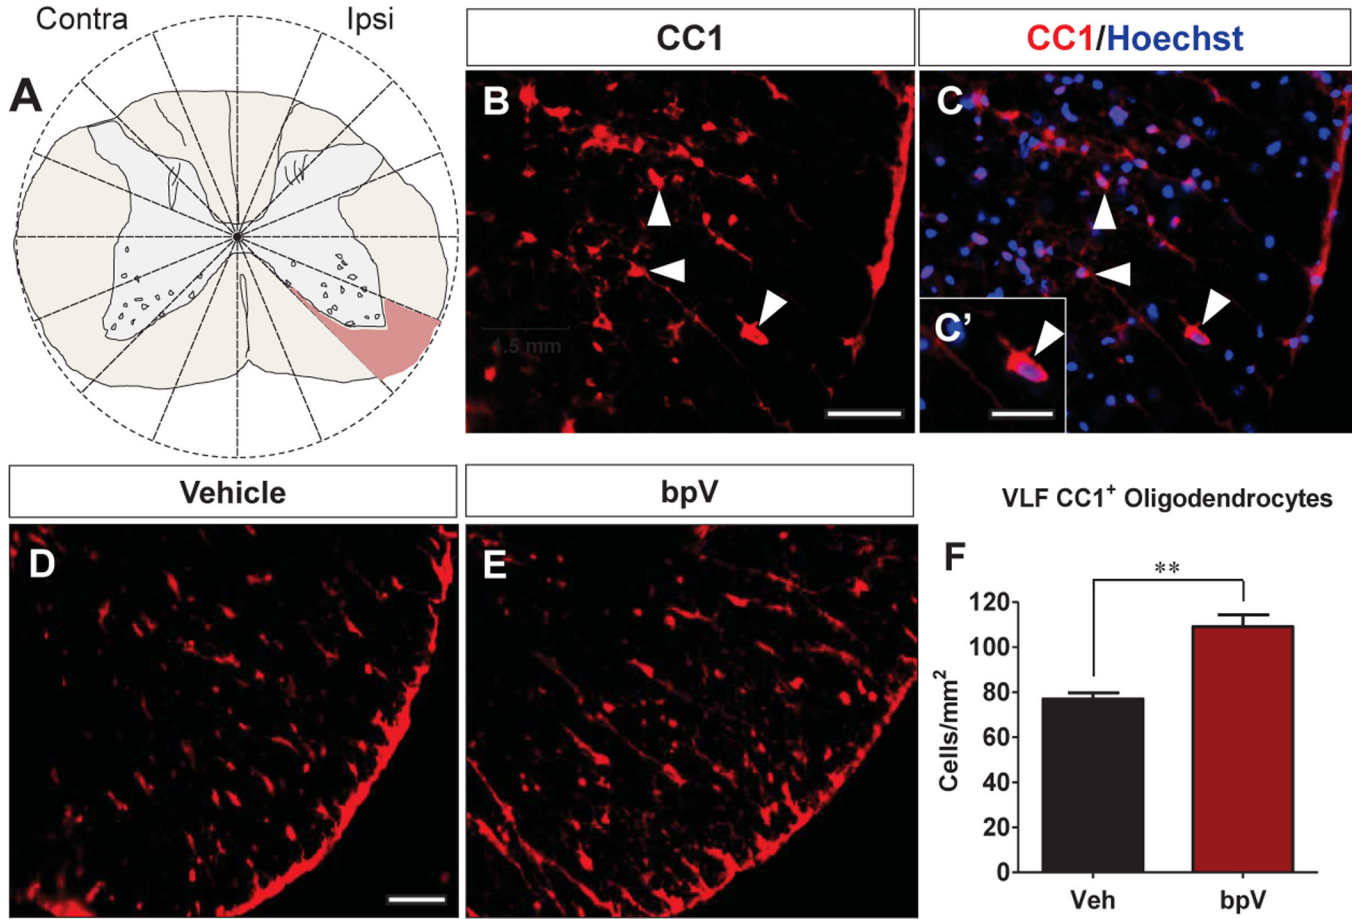 Contra
Ipsi
A
CC1
CC1/Hoechst
B
C
C'
1.5 mm
Vehicle
bpV
D
E
VLF CC1⁺ Oligodendrocytes
F
**
Cells/mm²
120
100
80
60
40
20
0
Veh
bpV